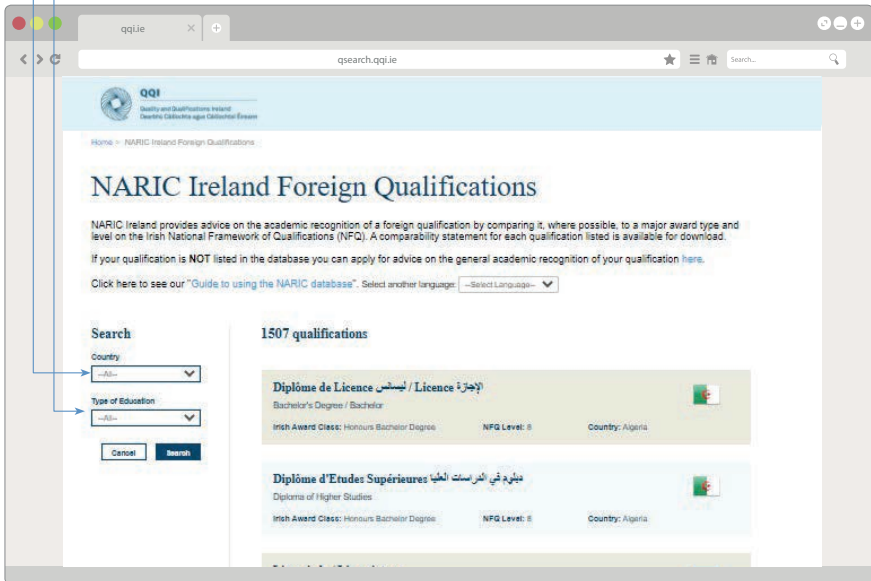 qqi.ie
qsearch.qqi.ie
Search...
QQI
Quality and Qualifications Ireland
Dearbhú Cáilíochta agus Cáilíochtaí Éireann
Home > NARIC Ireland Foreign Qualifications
NARIC Ireland Foreign Qualifications
NARIC Ireland provides advice on the academic recognition of a foreign qualification by comparing it, where possible, to a major award type and
level on the Irish National Framework of Qualifications (NFQ). A comparability statement for each qualification listed is available for download.
If your qualification is NOT listed in the database you can apply for advice on the general academic recognition of your qualification here.
Click here to see our "Guide to using the NARIC database". Select another language: --Select Language--
Search
Country
--All--
Type of Education
--All--
Cancel Search
1507 qualifications
Diplôme de Licence ليسانس / Licence الإجازة
Bachelor's Degree / Bachelor
Irish Award Class: Honours Bachelor Degree NFQ Level: 8 Country: Algeria
Diplôme d'Etudes Supérieures دبلوم في الدراسات العليا
Diploma of Higher Studies
Irish Award Class: Honours Bachelor Degree NFQ Level: 8 Country: Algeria